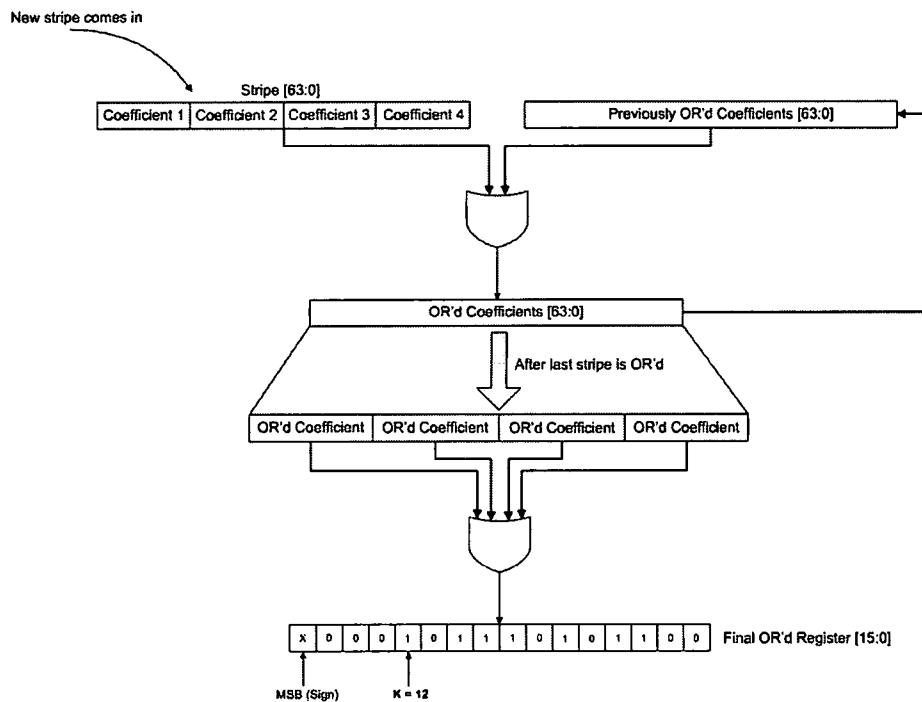 New stripe comes in
Stripe [63:0]
Coefficient 1 Coefficient 2 Coefficient 3 Coefficient 4
Previously OR'd Coefficients [63:0]
OR'd Coefficients [63:0]
After last stripe is OR'd
OR'd Coefficient OR'd Coefficient OR'd Coefficient OR'd Coefficient
X 0 0 0 1 0 1 1 1 0 1 0 1 1 0 0
Final OR'd Register [15:0]
MSB (Sign)
K = 12